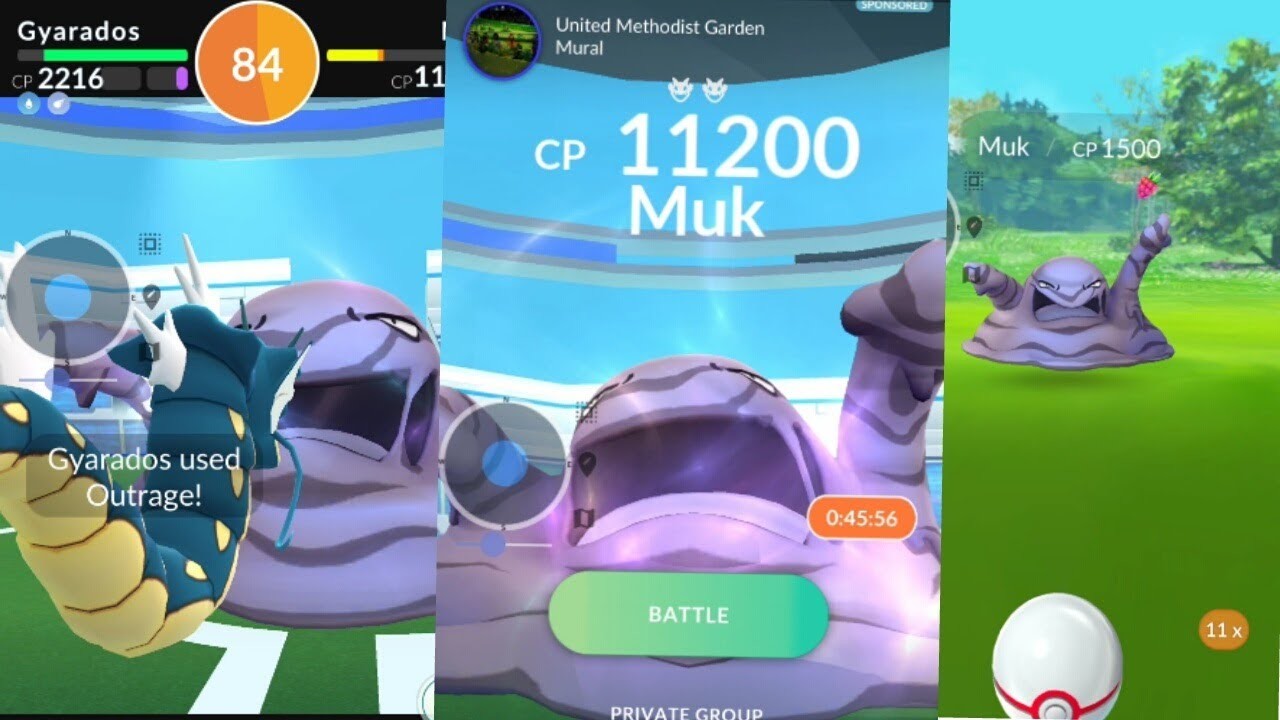 Gyarados
CP 2216
84
CP 11
Gyarados used
Outrage!
SPONSORED
United Methodist Garden
Mural
CP 11200
Muk
0:45:56
BATTLE
PRIVATE GROUP
Muk / CP 1500
11 x